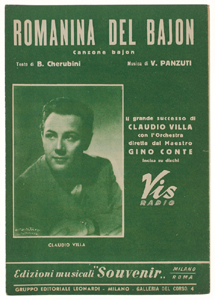 ROMANINA DEL BAJON
Canzone bajon
Testo di B. Cherubini Musica di V. PANZUTI
Il grande successo di
CLAUDIO VILLA
con l'Orchestra
diretta dal Maestro
GINO CONTE
Incisa su dischi
Vis
RADIO
CLAUDIO VILLA
Edizioni musicali "Souvenir" MILANO
ROMA
GRUPPO EDITORIALE LEONARDI - MILANO - GALLERIA DEL CORSO 4